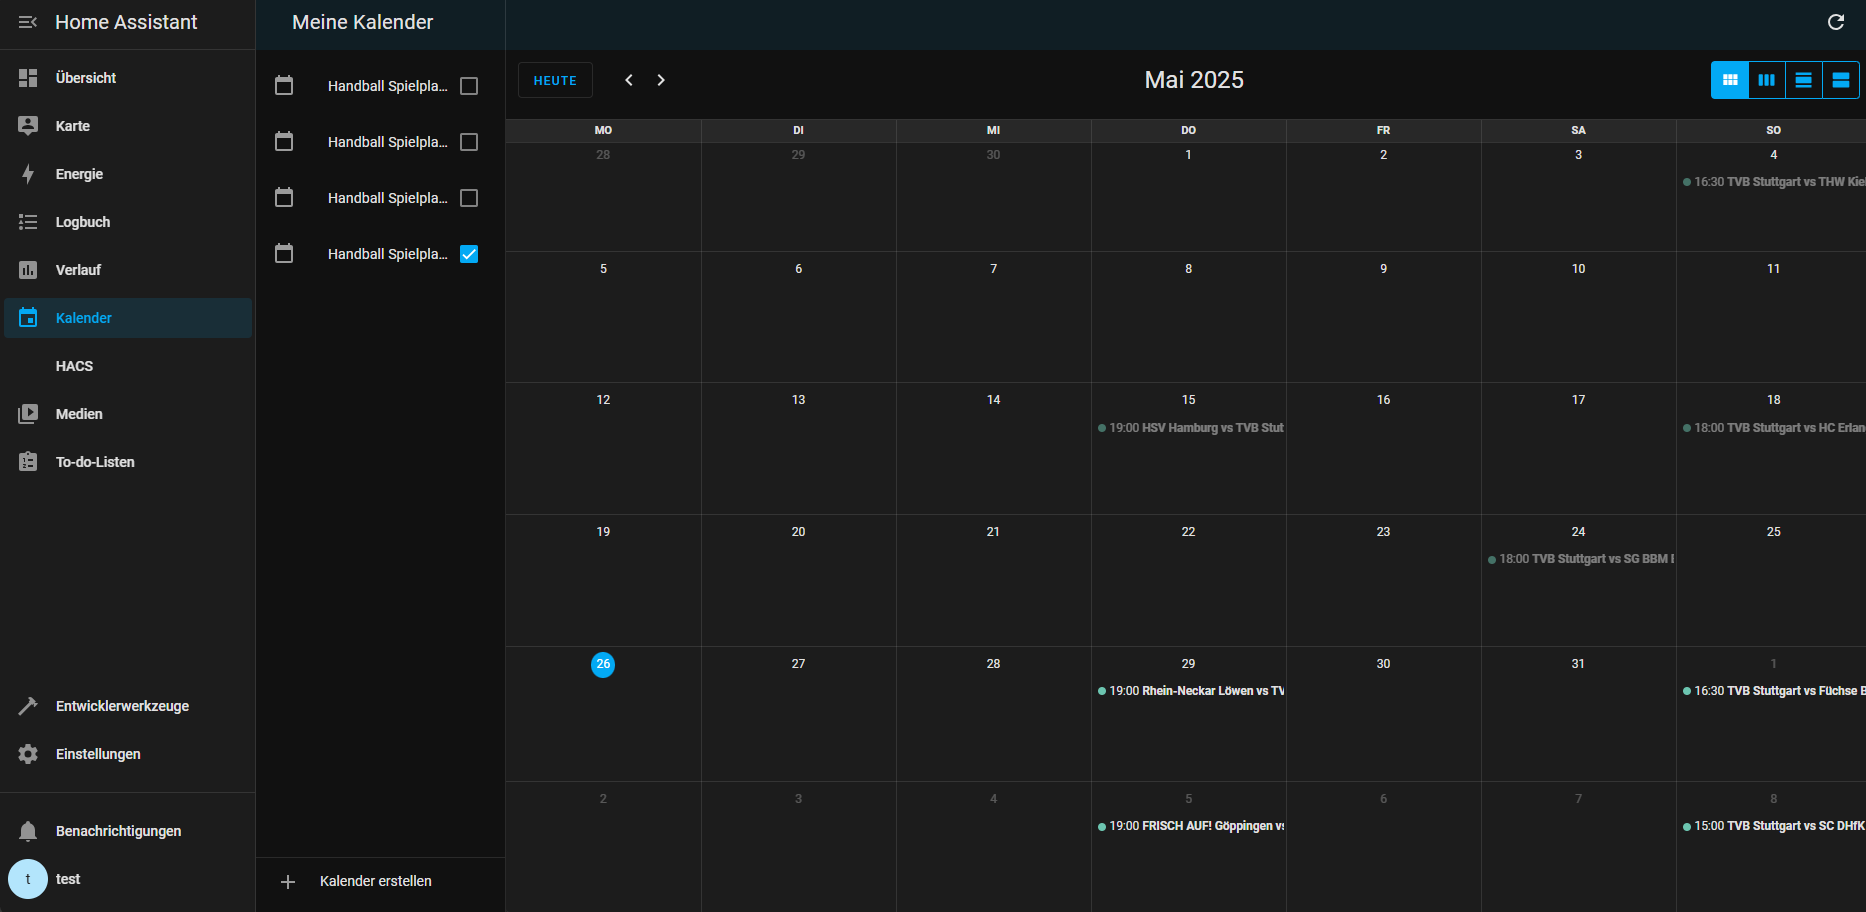 Home Assistant
Übersicht
Karte
Energie
Logbuch
Verlauf
Kalender
HACS
Medien
To-do-Listen
Entwicklerwerkzeuge
Einstellungen
Benachrichtigungen
t test
Meine Kalender
Handball Spielpla...
Handball Spielpla...
Handball Spielpla...
Handball Spielpla...
Kalender erstellen
HEUTE
Mai 2025
MO DI MI DO FR SA SO
28 29 30 1 2 3 4
16:30 TVB Stuttgart vs THW Kiel
5 6 7 8 9 10 11
12 13 14 15 16 17 18
19:00 HSV Hamburg vs TVB Stut
18:00 TVB Stuttgart vs HC Erlan
19 20 21 22 23 24 25
18:00 TVB Stuttgart vs SG BBM
26 27 28 29 30 31 1
19:00 Rhein-Neckar Löwen vs TV
16:30 TVB Stuttgart vs Füchse B
2 3 4 5 6 7 8
19:00 FRISCH AUF! Göppingen vs
15:00 TVB Stuttgart vs SC DHfK